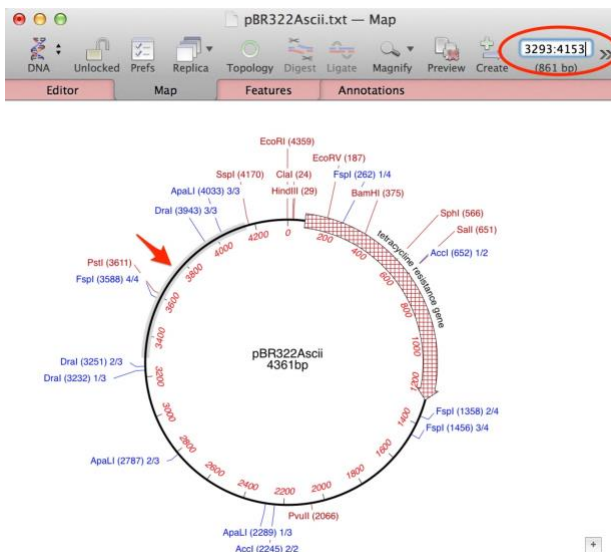 pBR322Ascii.txt — Map
3293:4153
DNA Unlocked Prefs Replica Topology Digest Ligate Magnify Preview Create (861 bp)
Editor Map Features Annotations
EcoRI (4359)
SspI (4170) ClaI (24) EcoRV (187)
ApaLI (4033) 3/3 HindIII (29) FspI (262) 1/4
DraI (3943) 3/3 BamHI (375)
SphI (566)
SalI (651)
AccI (652) 1/2
PstI (3611)
FspI (3588) 4/4
tetracycline resistance gene
0
200
400
600
800
1000
1200
1400
1600
1800
2000
2200
2400
2600
2800
3000
3200
3400
3600
3800
4000
4200
pBR322Ascii
4361bp
DraI (3251) 2/3
DraI (3232) 1/3
FspI (1358) 2/4
FspI (1456) 3/4
ApaLI (2787) 2/3
PvuII (2066)
ApaLI (2289) 1/3
AccI (2245) 2/2